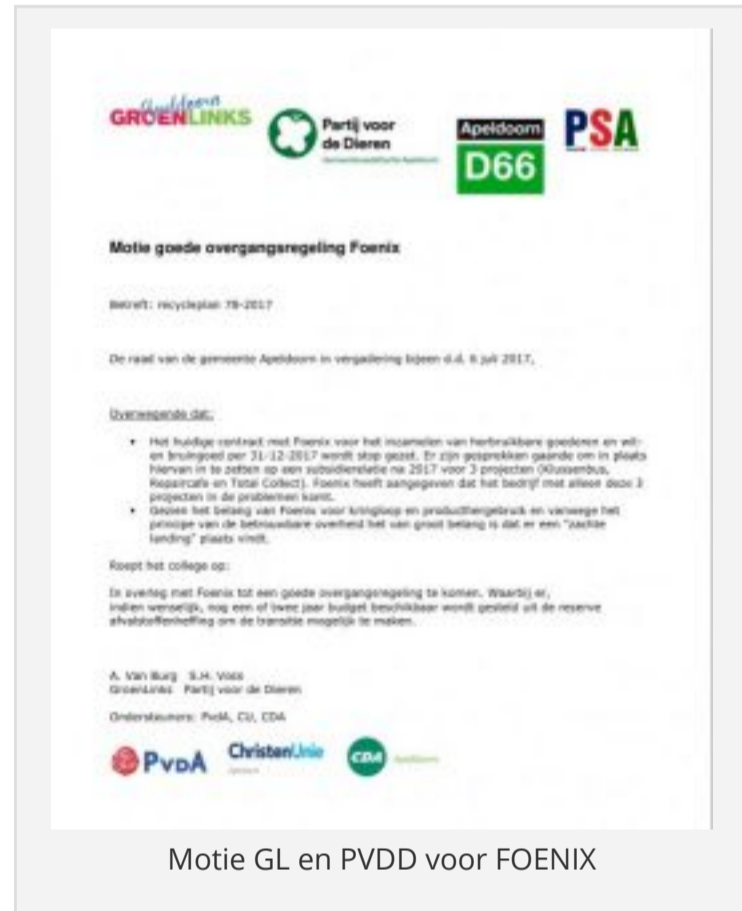 Apeldoorn
GROENLINKS
Partij voor
de Dieren
Apeldoorn
D66
PSA
Motie goede overgangsregeling Foenix
Betreft: recycleplan 78-2017
De raad van de gemeente Apeldoorn in vergadering bijeen d.d. 6 juli 2017,
Overwegende dat:
• Het huidige contract met Foenix voor het inzamelen van herbruikbare goederen en wit-
en bruingoed per 31-12-2017 wordt stop gezet. Er zijn gesprekken gaande om in plaats
hiervan in te zetten op een subsidierelatie na 2017 voor 3 projecten (Klussenbus,
Repaircafe en Total Collect). Foenix heeft aangegeven dat het bedrijf met alleen deze 3
projecten in de problemen komt.
• Gezien het belang van Foenix voor kringloop en producthergebruik en vanwege het
principe van de betrouwbare overheid het van groot belang is dat er een "zachte
landing" plaats vindt.
Roept het college op:
In overleg met Foenix tot een goede overgangsregeling te komen. Waarbij er,
indien wenselijk, nog een of twee jaar budget beschikbaar wordt gesteld uit de reserve
afvalstoffenheffing om de transitie mogelijk te maken.
A. Van Burg S.H. Voss
GroenLinks Partij voor de Dieren
Ondersteuners: PvdA, CU, CDA
PvdA
ChristenUnie
CDA
Motie GL en PVDD voor FOENIX